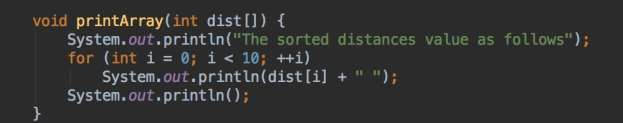 void printArray(int dist[]) {
    System.out.println("The sorted distances value as follows");
    for (int i = 0; i < 10; ++i)
        System.out.println(dist[i] + " ");
    System.out.println();
}